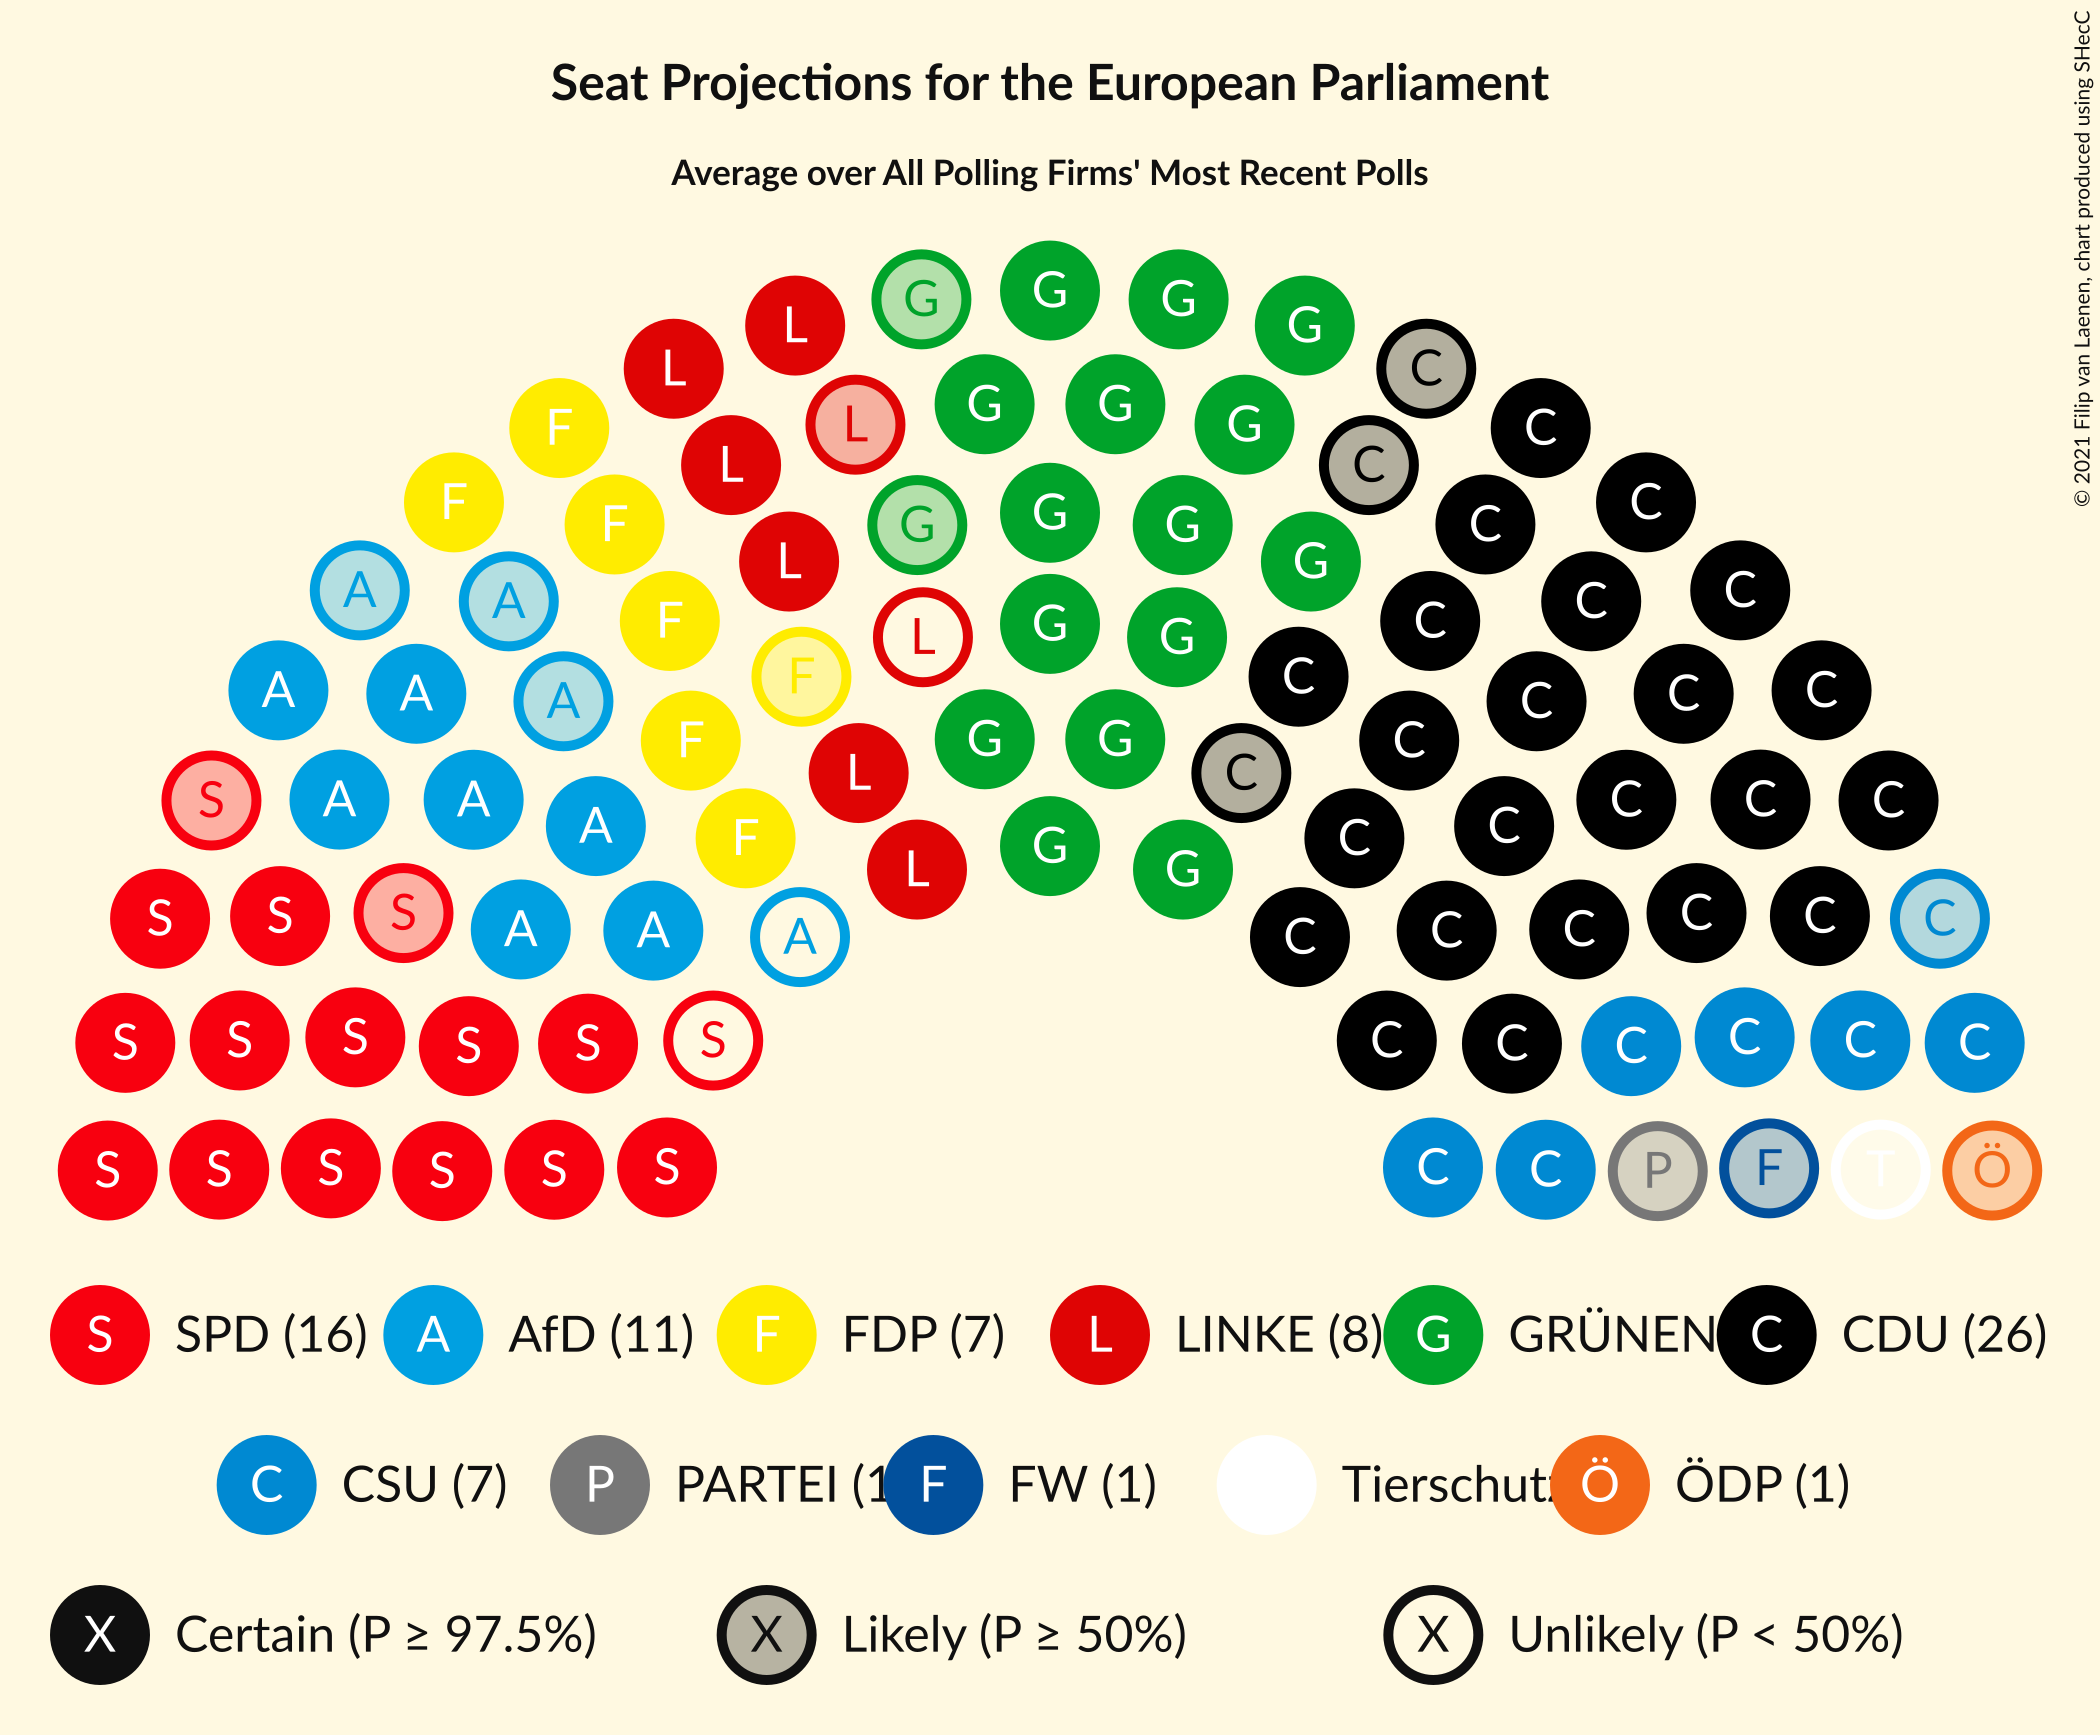 Seat Projections for the European Parliament
Average over All Polling Firms' Most Recent Polls
© 2021 Filip van Laenen, chart produced using SHecC
G G G G
L L C C
L G G G C
F F L C C C
G G G G
F L C C
A A F L G G C C C
F C C
A A A F G G C C C C
S A A A F L C C C C C C
F L G G C
S S S A A A C C C C C C
S S S S S S C C C C C C
S S S S S S C C P F T Ö
S SPD (16) A AfD (11) F FDP (7) L LINKE (8) G GRÜNEN C CDU (26)
C CSU (7) P PARTEI (1 F FW (1) Tierschutz Ö ÖDP (1)
X Certain (P ≥ 97.5%) X Likely (P ≥ 50%) X Unlikely (P < 50%)